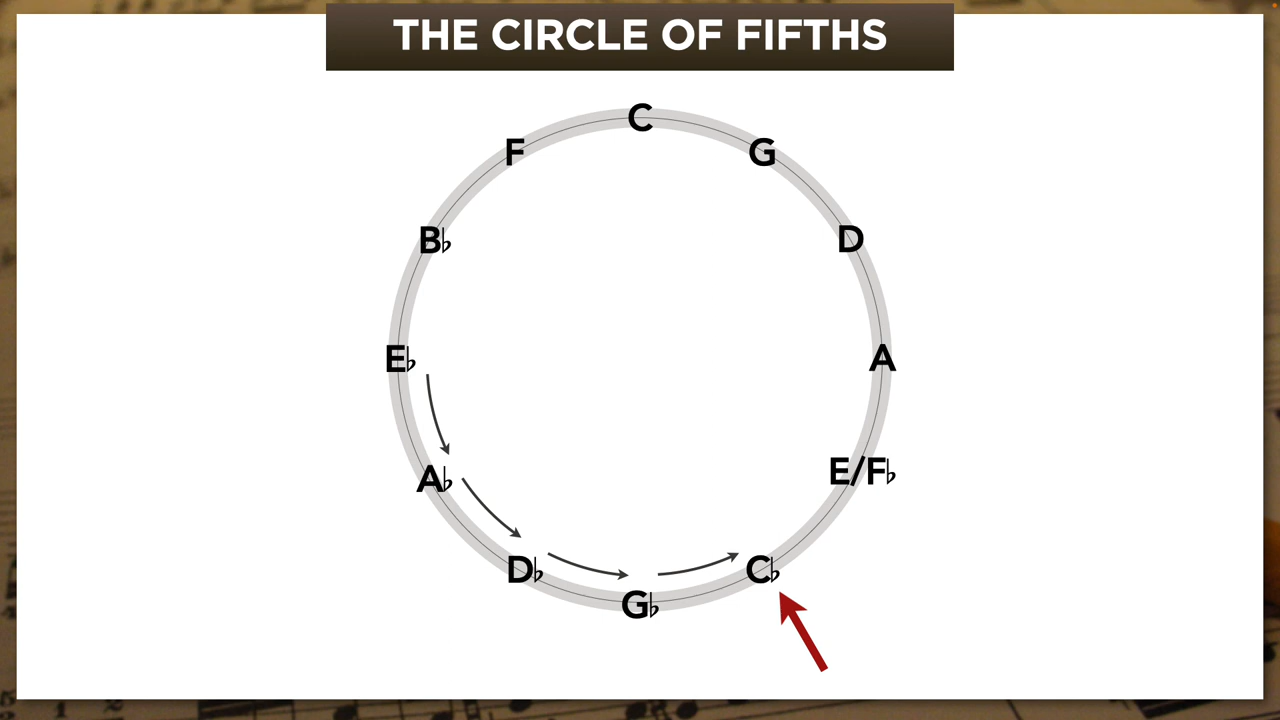 THE CIRCLE OF FIFTHS
C
F
G
B♭
D
E♭
A
A♭
E/F♭
D♭
C♭
G♭